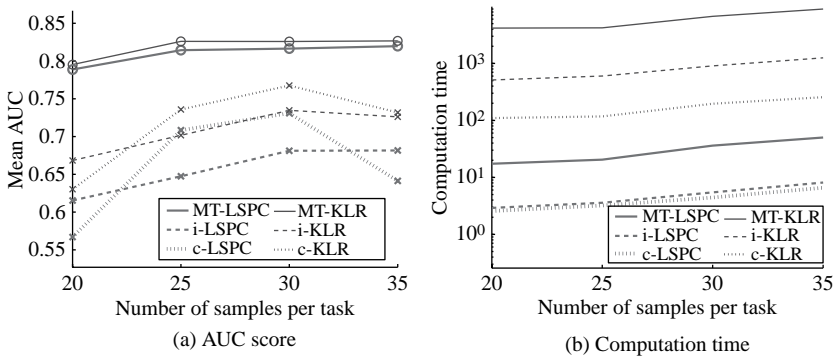 0.85
0.8
0.75
0.7
0.65
0.6
0.55
Mean AUC
MT-LSPC MT-KLR
i-LSPC i-KLR
c-LSPC c-KLR
20 25 30 35
Number of samples per task
(a) AUC score
10^3
10^2
10^1
10^0
Computation time
MT-LSPC MT-KLR
i-LSPC i-KLR
c-LSPC c-KLR
20 25 30 35
Number of samples per task
(b) Computation time